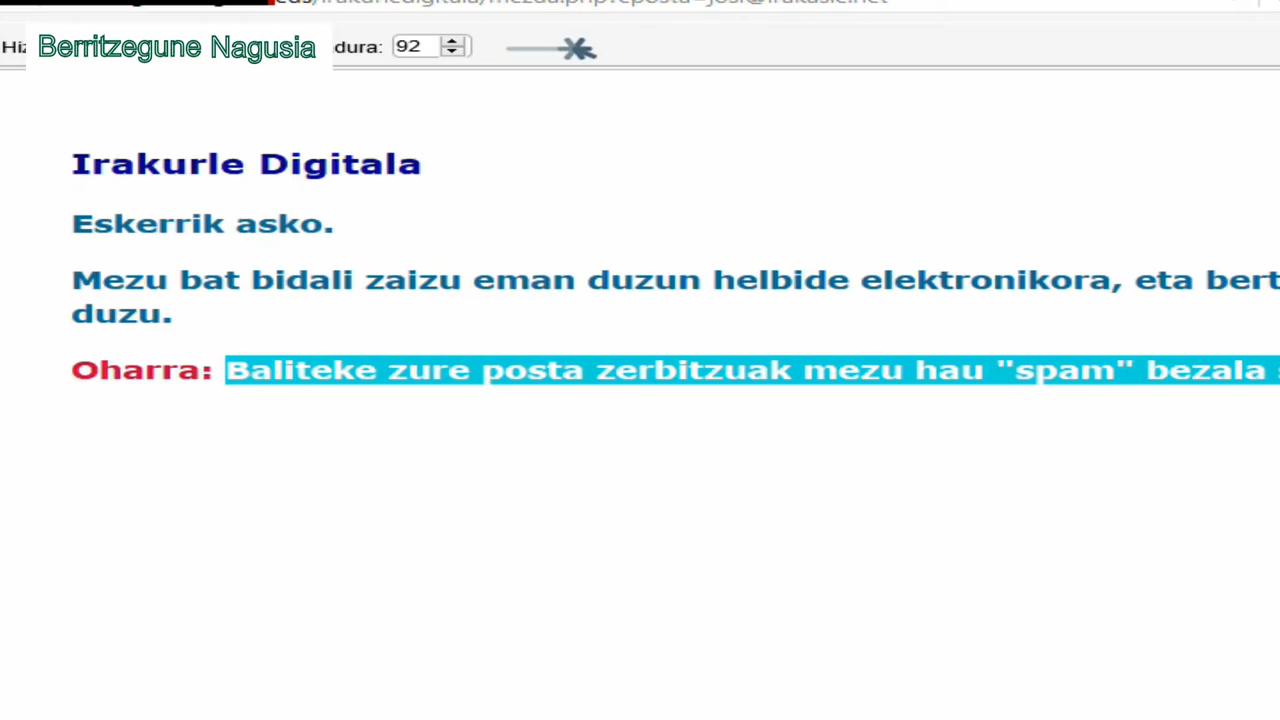 Hiz
Berritzegune Nagusia
dura: 92
Irakurle Digitala
Eskerrik asko.
Mezu bat bidali zaizu eman duzun helbide elektronikora, eta bert
duzu.
Oharra: Baliteke zure posta zerbitzuak mezu hau "spam" bezala